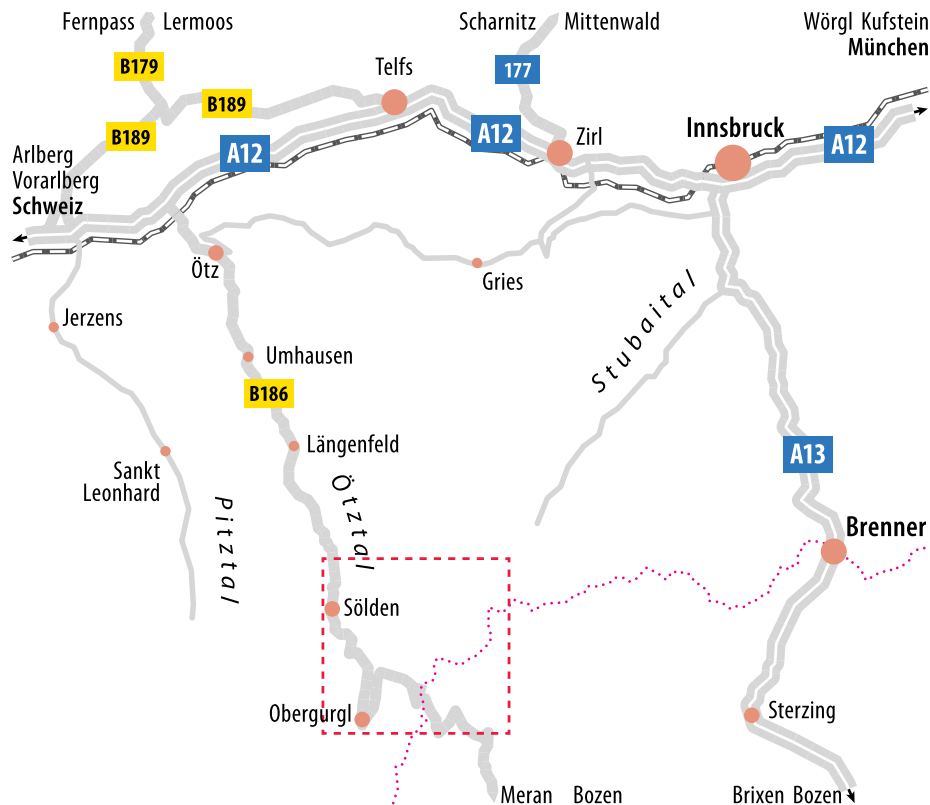 Fernpass Lermoos
Scharnitz Mittenwald
Wörgl Kufstein
München
B179
Telfs
177
B189
B189
A12
A12
Zirl
Innsbruck
A12
Arlberg
Vorarlberg
Schweiz
Ötz
Gries
Stubaital
Jerzens
Umhausen
B186
Längenfeld
A13
Sankt
Leonhard
Pitztal
Ötztal
Brenner
Sölden
Obergurgl
Sterzing
Meran Bozen
Brixen Bozen